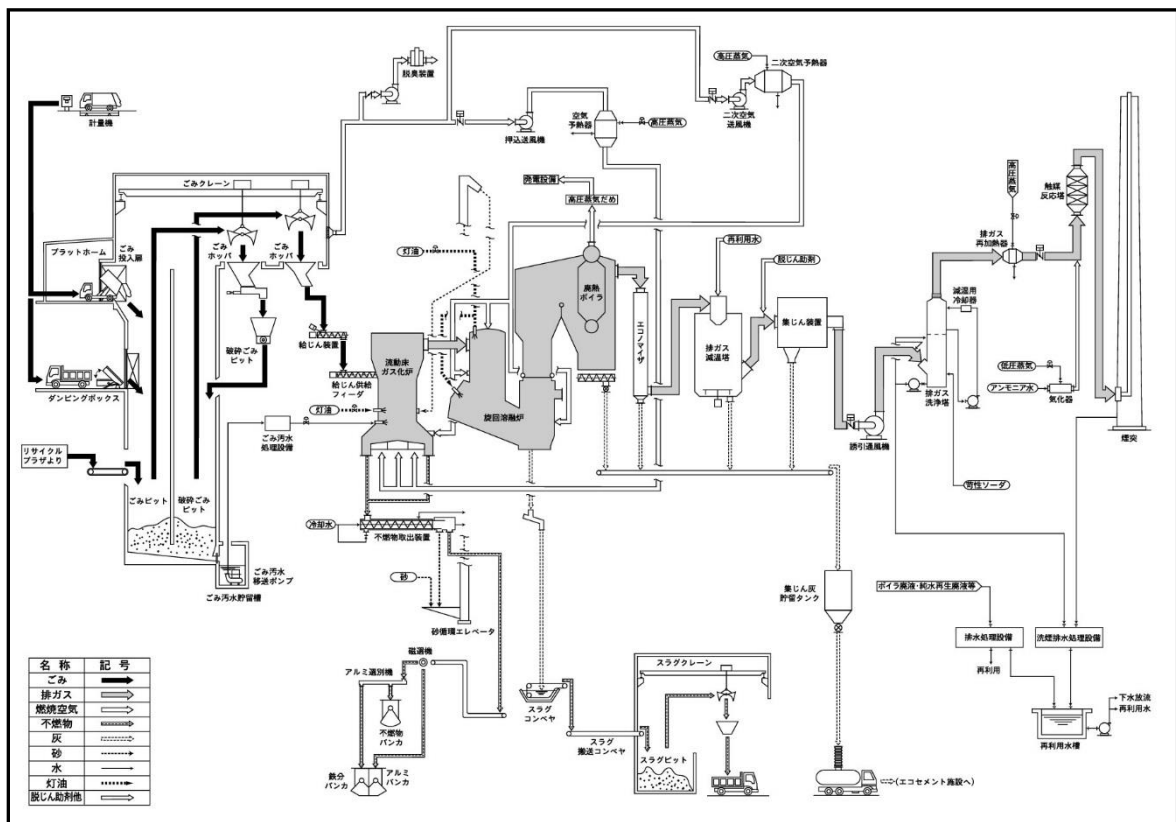 脱臭装置
高圧蒸気
二次空気予熱器
計量機
押込送風機
空気
予熱器
高圧蒸気
二次空気
送風機
ごみクレーン
発電設備
高圧蒸気だめ
高圧蒸気
触媒
反応塔
プラットホーム
ごみ
投入扉
ごみ
ホッパ
ごみ
ホッパ
灯油
再利用水
脱じん助剤
排ガス
再加熱器
廃熱
ボイラ
減温用
冷却器
破砕ごみ
ピット
給じん装置
流動床
ガス化炉
エコノマイザ
排ガス
減温塔
集じん装置
低圧蒸気
アンモニア水
気化器
ダンピングボックス
給じん供給
フィーダ
灯油
旋回溶融炉
排ガス
洗浄塔
誘引通風機
煙突
ごみ汚水
処理設備
リサイクル
プラザより
苛性ソーダ
ごみピット
破砕ごみ
ピット
冷却水
不燃物取出装置
ごみ汚水
移送ポンプ
ごみ汚水貯留槽
砂
砂循環エレベータ
集じん灰
貯留タンク
ボイラ廃液・純水再生廃液等
排水処理設備
洗煙排水処理設備
再利用
磁選機
アルミ選別機
不燃物
バンカ
スラグ
コンベヤ
スラグクレーン
スラグ
搬送コンベヤ
スラグピット
下水放流
再利用水
再利用水槽
鉄分
バンカ
アルミ
バンカ
(エコセメント施設へ)
名称 記号
ごみ
排ガス
燃焼空気
不燃物
灰
砂
水
灯油
脱じん助剤他